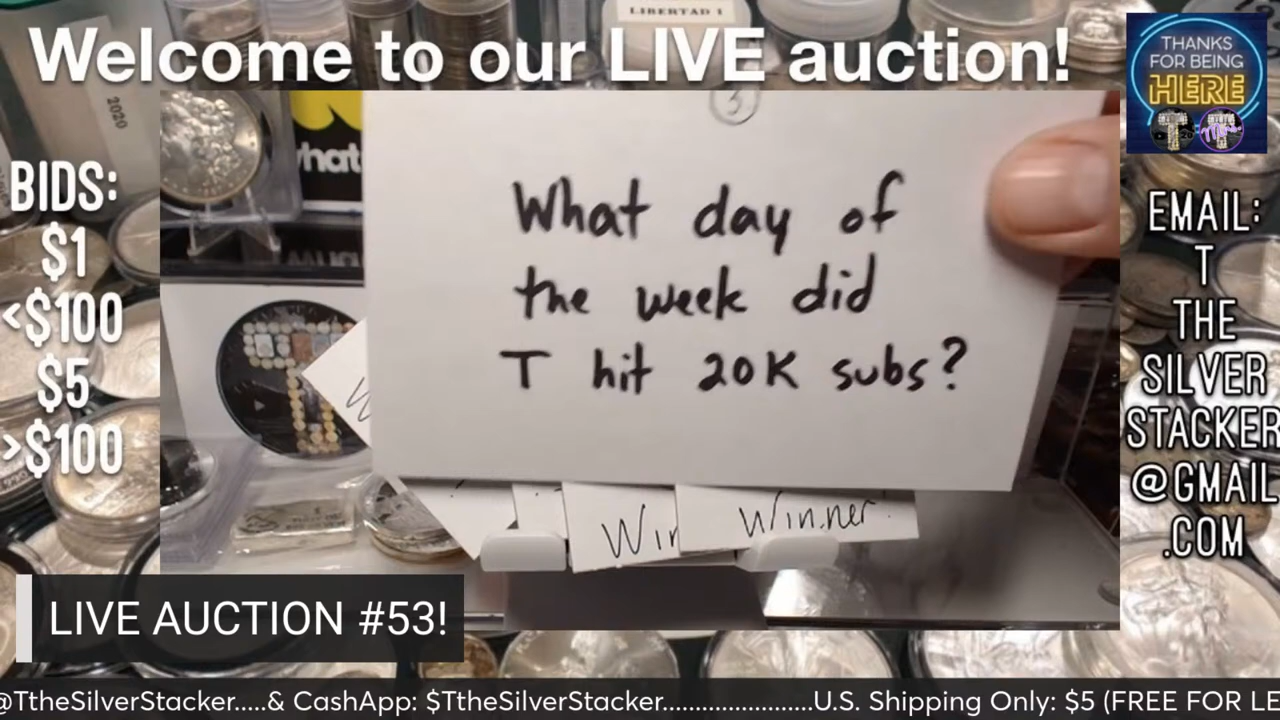 LIBERTAD 1
Welcome to our LIVE auction!
THANKS
FOR BEING
HERE
2020
BIDS:
$1
<$100
$5
>$100
What day of
the week did
T hit 20K subs?
Winner
EMAIL:
T
THE
SILVER
STACKER
@GMAIL
.COM
LIVE AUCTION #53!
@TtheSilverStacker.....& CashApp: $TtheSilverStacker......................U.S. Shipping Only: $5 (FREE FOR LE